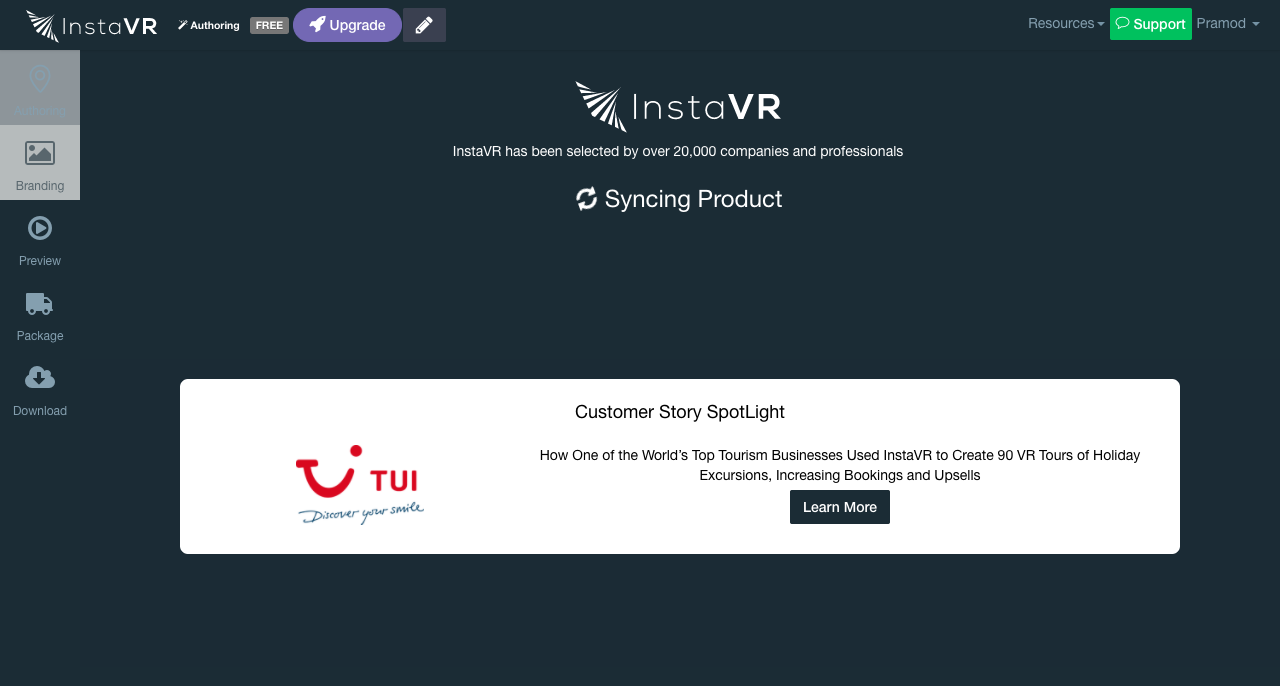 InstaVR
Authoring
FREE
Upgrade
Resources
Support
Pramod
Authoring
Branding
Preview
Package
Download
InstaVR
InstaVR has been selected by over 20,000 companies and professionals
Syncing Product
Customer Story SpotLight
TUI
Discover your smile
How One of the World’s Top Tourism Businesses Used InstaVR to Create 90 VR Tours of Holiday
Excursions, Increasing Bookings and Upsells
Learn More